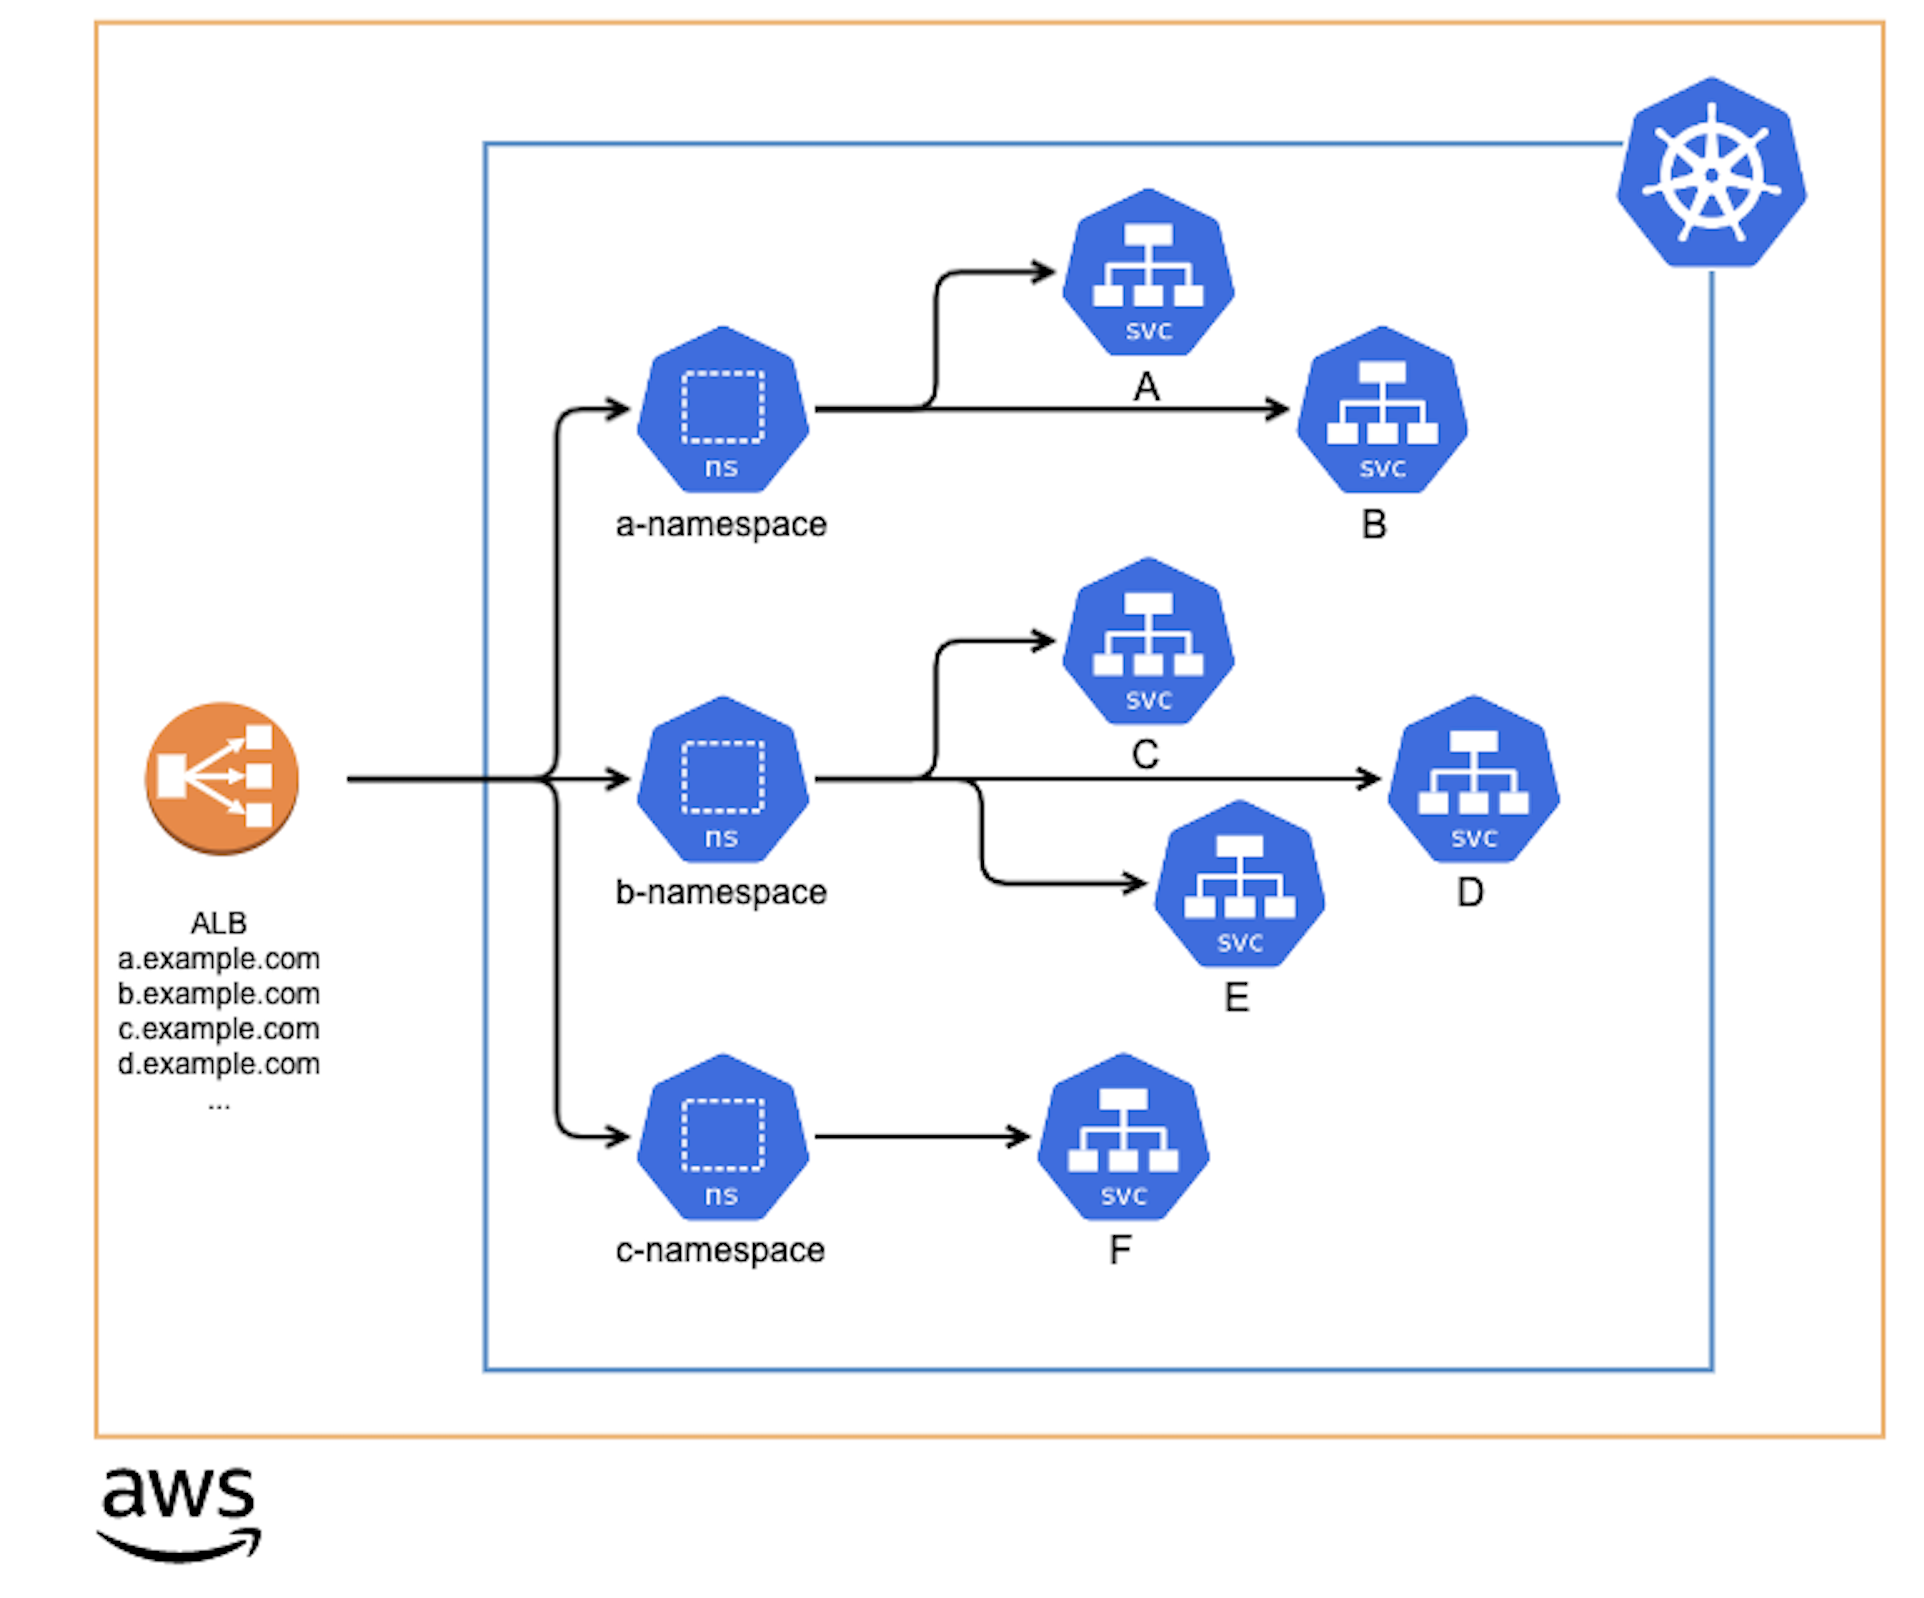 svc
A
ns
a-namespace
svc
B
svc
C
ns
b-namespace
svc
D
svc
E
ALB
a.example.com
b.example.com
c.example.com
d.example.com
...
ns
c-namespace
svc
F
aws